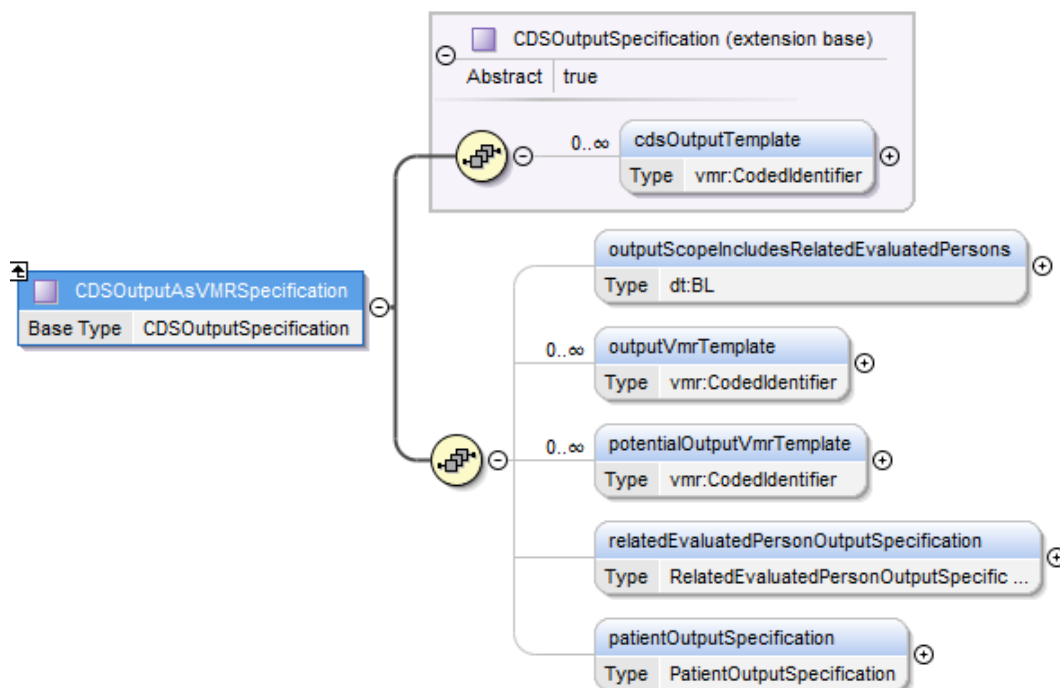 CDSOutputSpecification (extension base)
Abstract true
0..∞ cdsOutputTemplate
Type vmr:CodedIdentifier
outputScopeIncludesRelatedEvaluatedPersons
Type dt:BL
CDSOutputAsVMRSpecification
Base Type CDSOutputSpecification
0..∞ outputVmrTemplate
Type vmr:CodedIdentifier
0..∞ potentialOutputVmrTemplate
Type vmr:CodedIdentifier
relatedEvaluatedPersonOutputSpecification
Type RelatedEvaluatedPersonOutputSpecific ...
patientOutputSpecification
Type PatientOutputSpecification